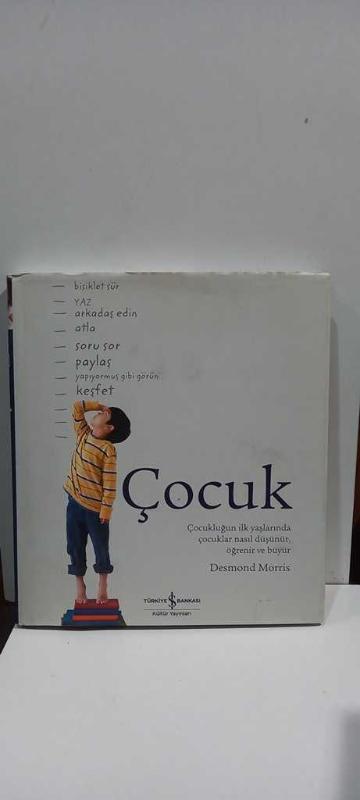 bisiklet sür
YAZ
arkadaş edin
atla
soru sor
paylaş
yapıyormuş gibi görün
keşfet
Çocuk
Çocukluğun ilk yaşlarında
çocuklar nasıl düşünür,
öğrenir ve büyür
Desmond Morris
TÜRKİYE İŞ BANKASI
Kültür Yayınları